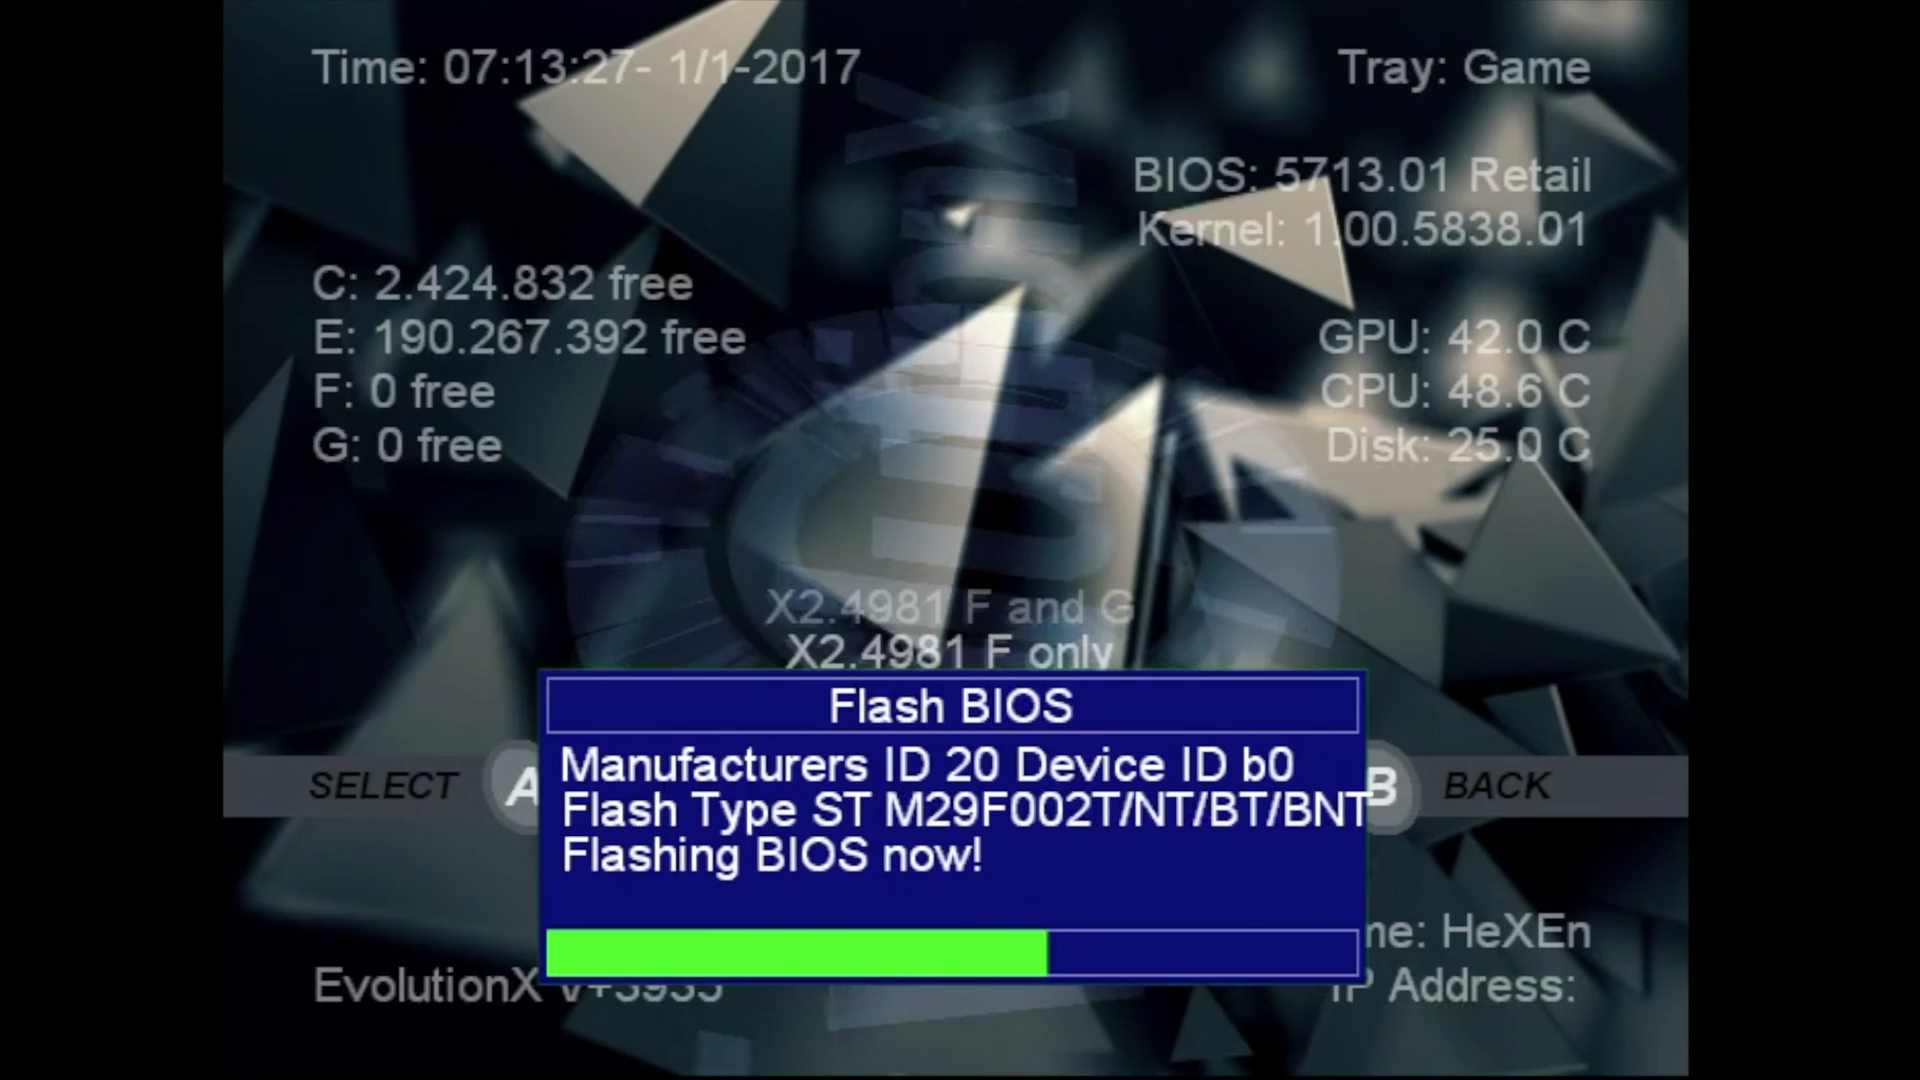 Time: 07:13:27- 1/1-2017
Tray: Game
BIOS: 5713.01 Retail
Kernel: 1.00.5838.01
C: 2.424.832 free
E: 190.267.392 free
F: 0 free
G: 0 free
GPU: 42.0 C
CPU: 48.6 C
Disk: 25.0 C
X2.4981 F and G
X2.4981 F only
Flash BIOS
Manufacturers ID 20 Device ID b0
Flash Type ST M29F002T/NT/BT/BNT
Flashing BIOS now!
SELECT A
B BACK
me: HeXEn
EvolutionX V+3935
IP Address: